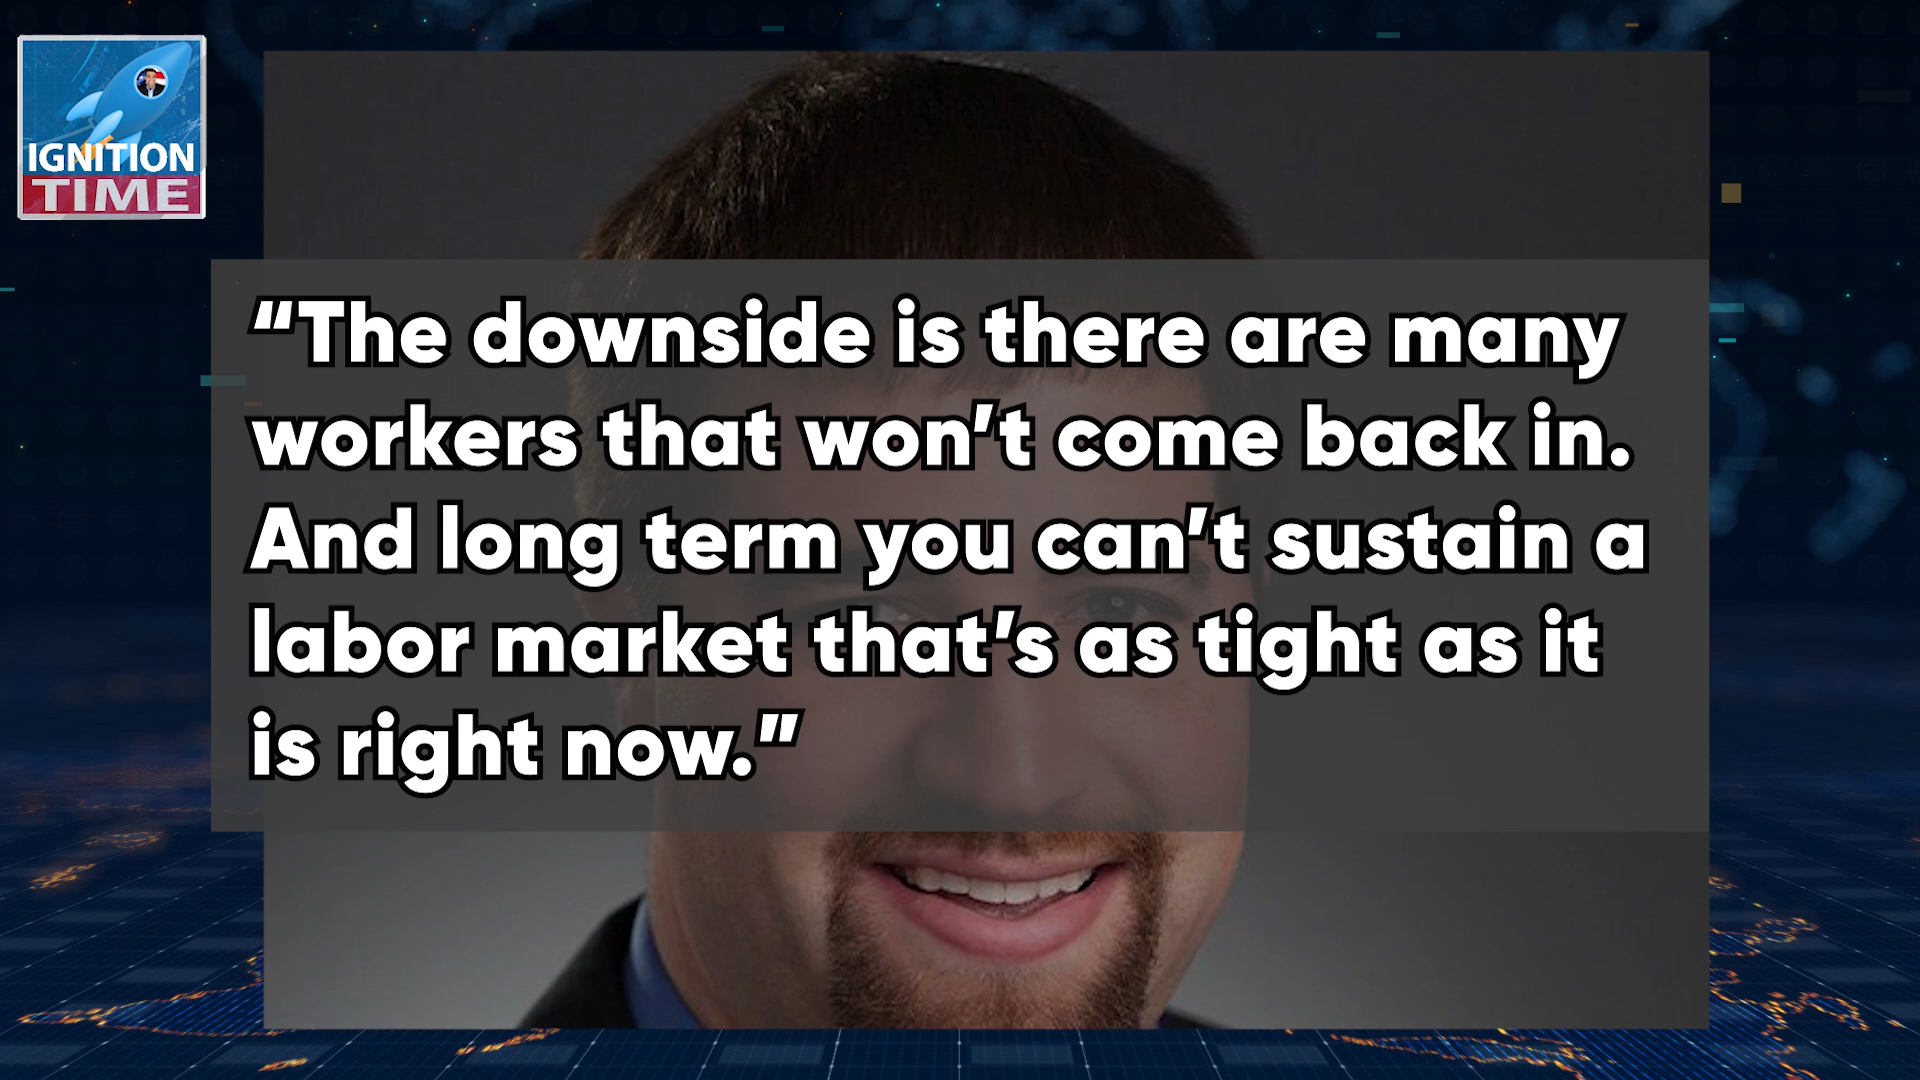 IGNITION
TIME
“The downside is there are many
workers that won’t come back in.
And long term you can’t sustain a
labor market that’s as tight as it
is right now.”